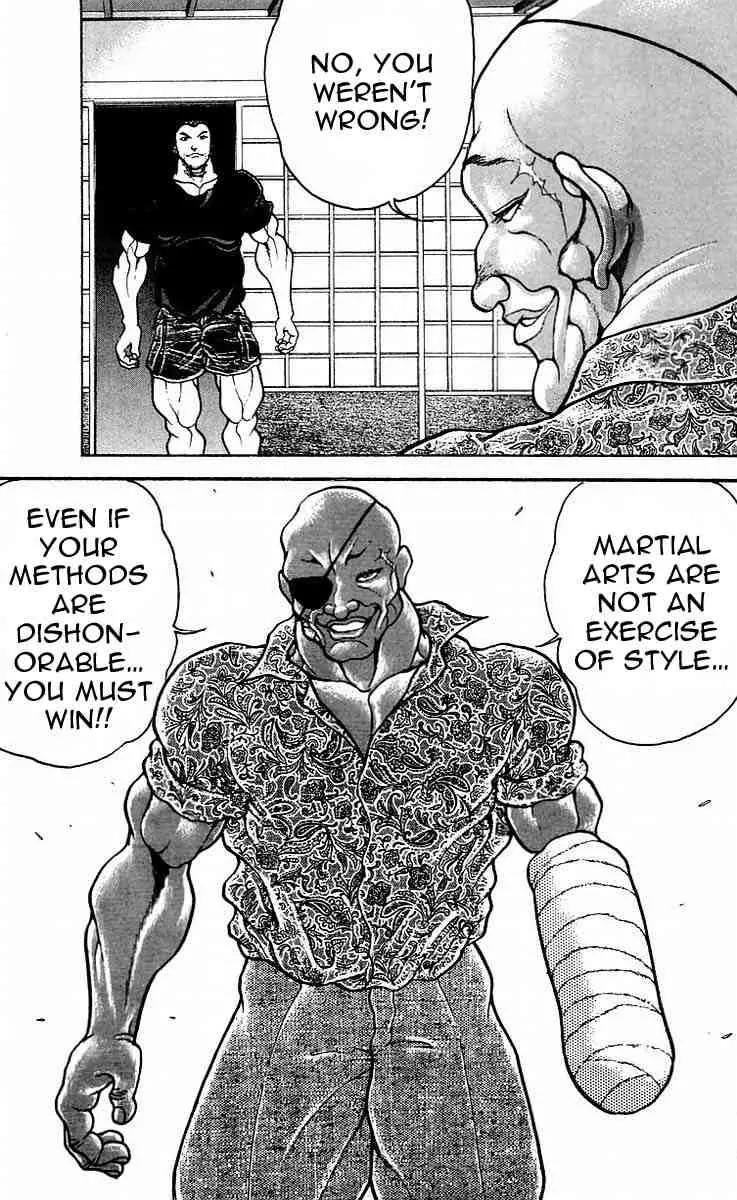 NO, YOU
WEREN'T
WRONG!
MARTIAL
ARTS ARE
NOT AN
EXERCISE
OF STYLE...
EVEN IF
YOUR
METHODS
ARE
DISHON-
ORABLE...
YOU MUST
WIN!!